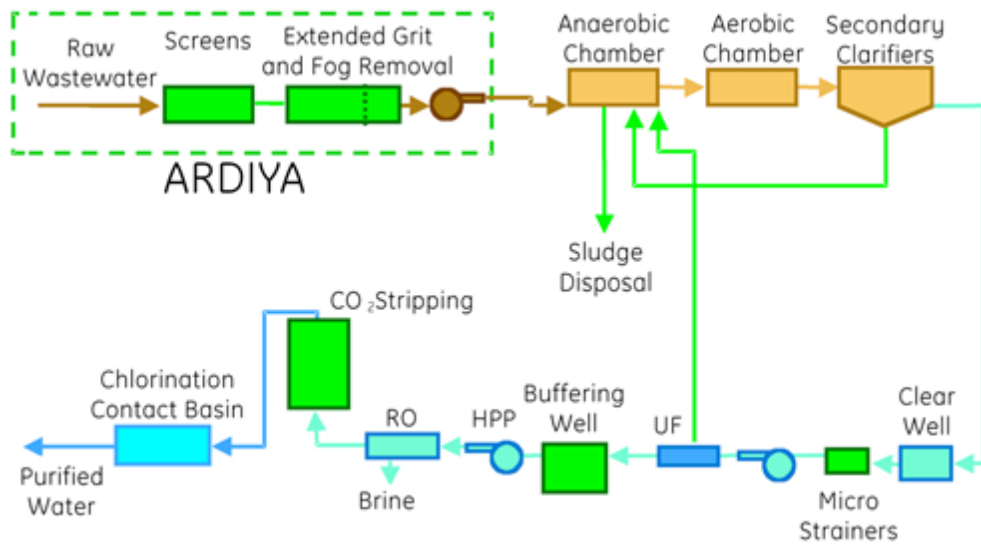 Raw
Wastewater
Screens
Extended Grit
and Fog Removal
ARDIYA
Anaerobic
Chamber
Aerobic
Chamber
Secondary
Clarifiers
Sludge
Disposal
CO₂Stripping
Chlorination
Contact Basin
Purified
Water
RO
Brine
HPP
Buffering
Well
UF
Micro
Strainers
Clear
Well